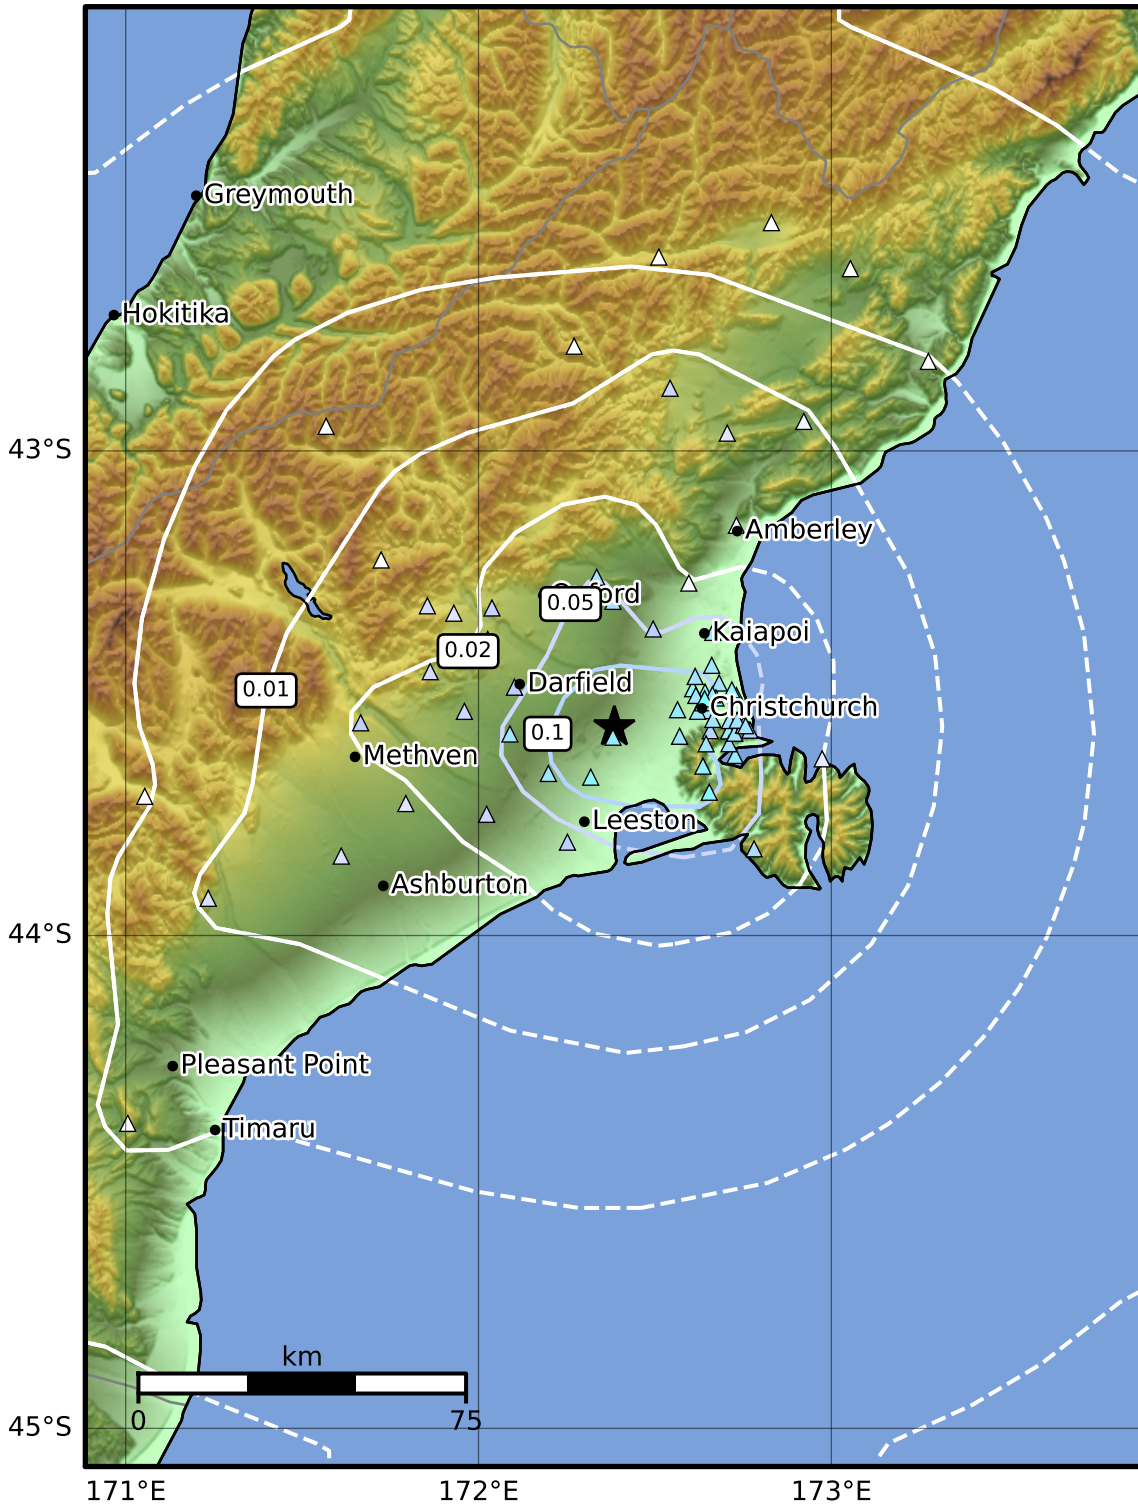 Greymouth
Hokitika
43°S
Amberley
0.05
Kaiapoi
0.02
Darfield
0.01
Christchurch
0.1
Methven
Leeston
Ashburton
44°S
Pleasant Point
Timaru
km
0
75
45°S
171°E
172°E
173°E